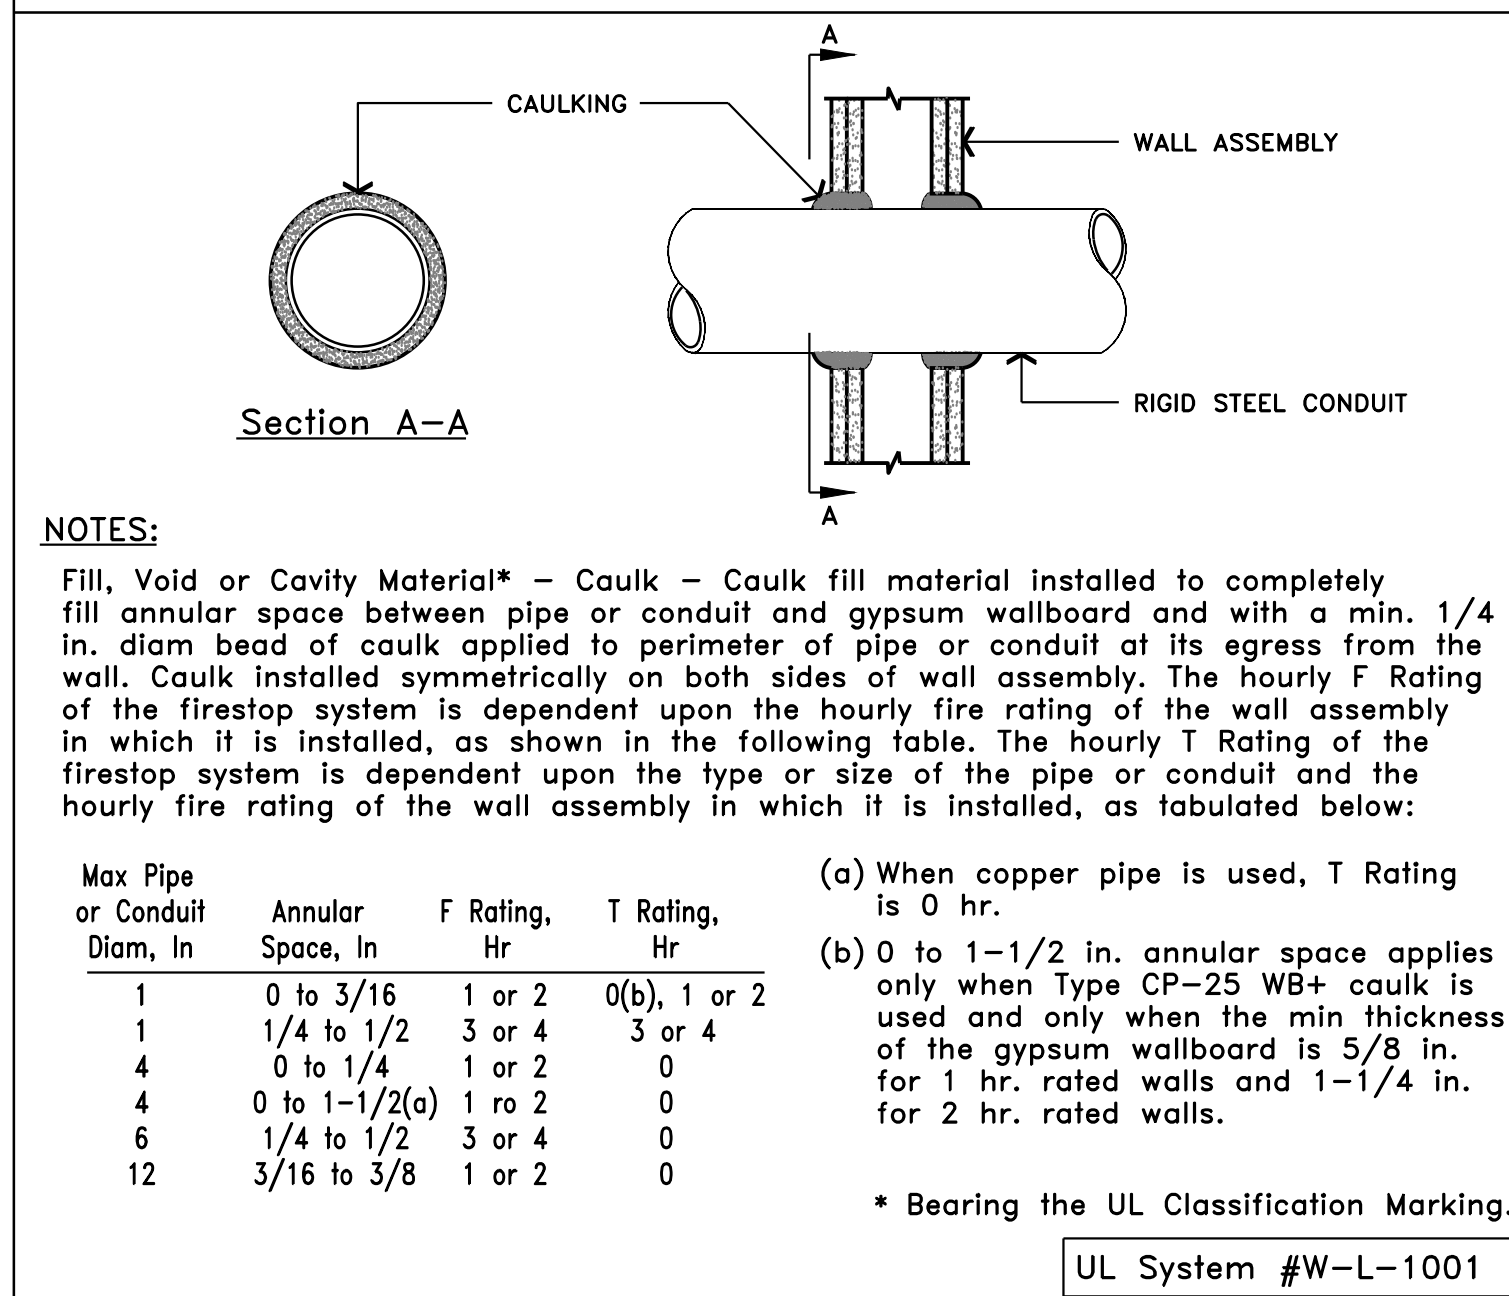 A
CAULKING
WALL ASSEMBLY
RIGID STEEL CONDUIT
Section A–A
A
NOTES:
Fill, Void or Cavity Material* – Caulk – Caulk fill material installed to completely
fill annular space between pipe or conduit and gypsum wallboard and with a min. 1/4
in. diam bead of caulk applied to perimeter of pipe or conduit at its egress from the
wall. Caulk installed symmetrically on both sides of wall assembly. The hourly F Rating
of the firestop system is dependent upon the hourly fire rating of the wall assembly
in which it is installed, as shown in the following table. The hourly T Rating of the
firestop system is dependent upon the type or size of the pipe or conduit and the
hourly fire rating of the wall assembly in which it is installed, as tabulated below:
Max Pipe
or Conduit Annular F Rating, T Rating,
Diam, In Space, In Hr Hr
1 0 to 3/16 1 or 2 0(b), 1 or 2
1 1/4 to 1/2 3 or 4 3 or 4
4 0 to 1/4 1 or 2 0
4 0 to 1–1/2(a) 1 ro 2 0
6 1/4 to 1/2 3 or 4 0
12 3/16 to 3/8 1 or 2 0
(a) When copper pipe is used, T Rating
is 0 hr.
(b) 0 to 1–1/2 in. annular space applies
only when Type CP–25 WB+ caulk is
used and only when the min thickness
of the gypsum wallboard is 5/8 in.
for 1 hr. rated walls and 1–1/4 in.
for 2 hr. rated walls.
* Bearing the UL Classification Marking.
UL System #W–L–1001